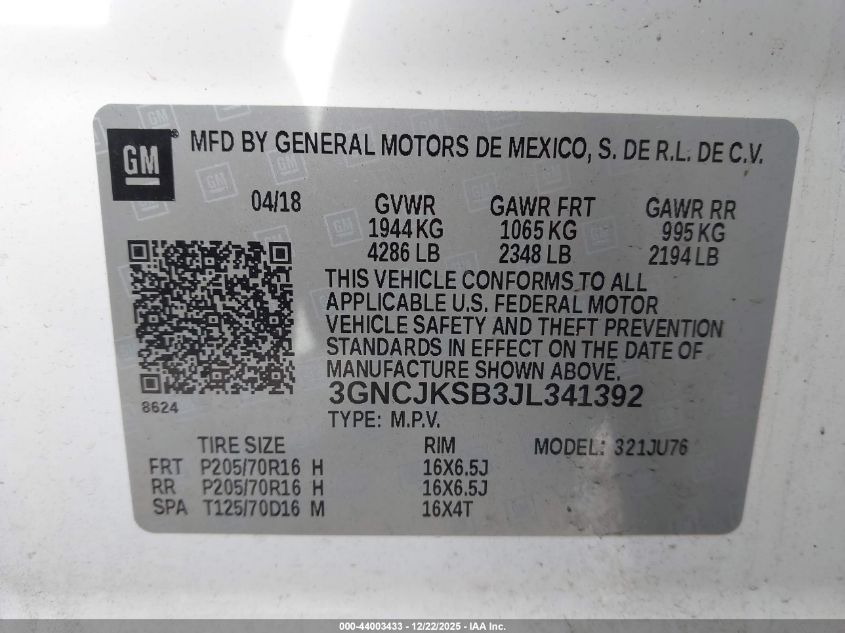 GM
MFD BY GENERAL MOTORS DE MEXICO, S. DE R.L. DE C.V.
04/18 GVWR GAWR FRT GAWR RR
1944 KG 1065 KG 995 KG
4286 LB 2348 LB 2194 LB
THIS VEHICLE CONFORMS TO ALL
APPLICABLE U.S. FEDERAL MOTOR
VEHICLE SAFETY AND THEFT PREVENTION
STANDARDS IN EFFECT ON THE DATE OF
MANUFACTURE SHOWN ABOVE.
3GNCJKSB3JL341392
8624
TYPE: M.P.V.
TIRE SIZE RIM MODEL: 321JU76
FRT P205/70R16 H 16X6.5J
RR P205/70R16 H 16X6.5J
SPA T125/70D16 M 16X4T
000-44003433 - 12/22/2025 - IAA Inc.